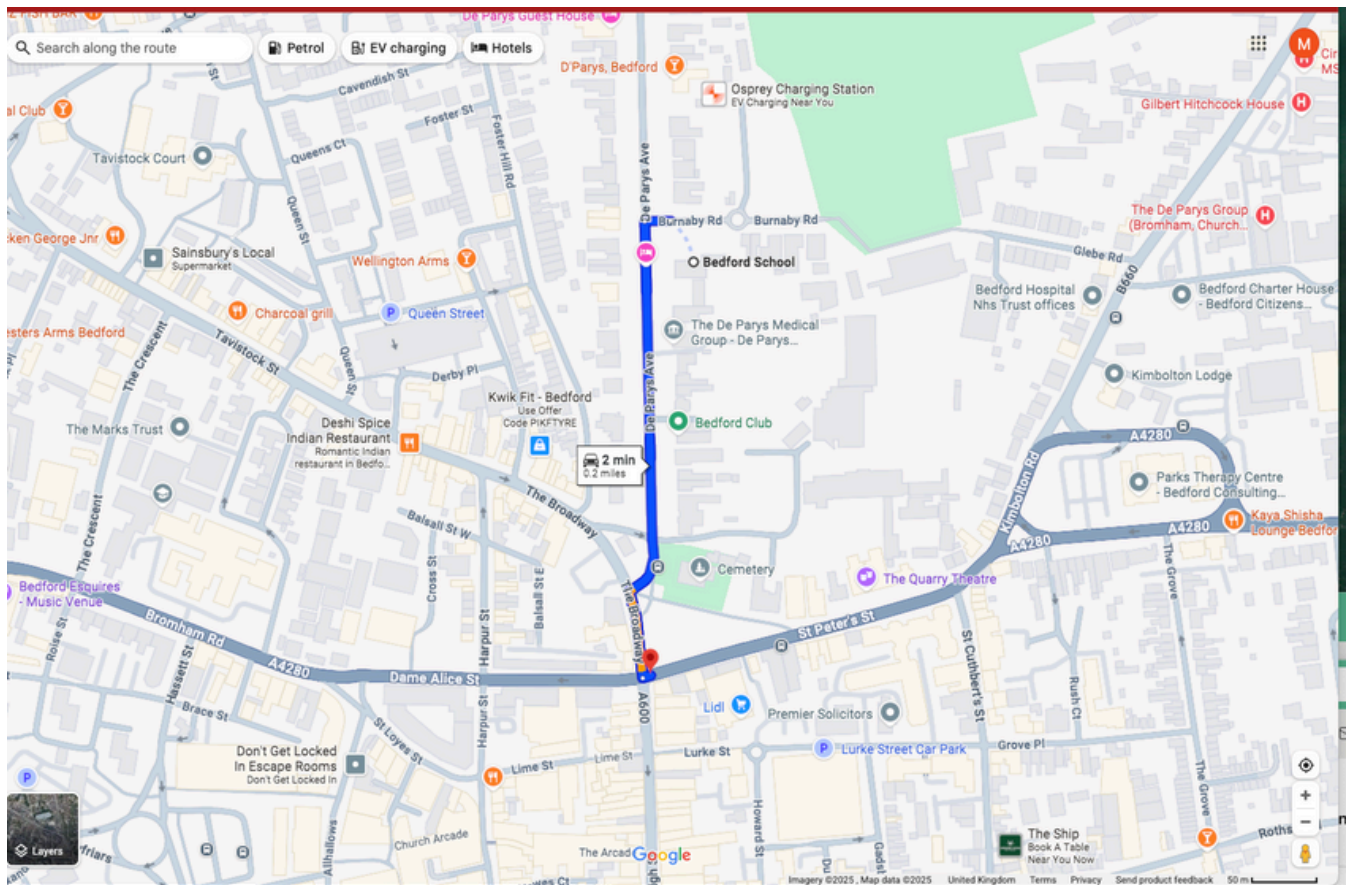 De Parys Guest House
Search along the route
Petrol
EV charging
Hotels
M
D'Parys, Bedford
Osprey Charging Station
EV Charging Near You
Gilbert Hitchcock House
Cavendish St
Foster St
Foster Hill Rd
Tavistock Court
Queens Ct
Queen St
De Parys Ave
Burnaby Rd
Burnaby Rd
The De Parys Group
(Bromham, Church...
Glebe Rd
B660
Sainsbury's Local
Supermarket
Wellington Arms
Bedford School
Bedford Hospital
Nhs Trust offices
Bedford Charter House
- Bedford Citizens...
Charcoal grill
P
Queen Street
The De Parys Medical
Group - De Parys...
Tavistock St
The Crescent
Queen St
Derby Pl
De Parys Ave
Kimbolton Lodge
Kwik Fit - Bedford
Use Offer
Code PIKFTYRE
The Marks Trust
Deshi Spice
Indian Restaurant
Romantic Indian
restaurant in Bedfo...
Bedford Club
A4280
2 min
0.2 miles
Kimbolton Rd
Parks Therapy Centre
- Bedford Consulting...
The Broadway
Balsall St W
The Crescent
A4280
A4280
Kaya Shisha
Lounge Bedfor
Cross St
Balsall St E
Cemetery
The Quarry Theatre
The Grove
Bedford Esquires
- Music Venue
Bromham Rd
Harpur St
The Broadway
St Peter's St
Roise St
Hassett St
A4280
Dame Alice St
St Cuthbert's St
Rush Ct
Brace St
St Loyes St
Harpur St
A600
Lidl
Premier Solicitors
Don't Get Locked
In Escape Rooms
Don't Get Locked In
Lime St
Lime St
Lurke St
P
Lurke Street Car Park
Grove Pl
The Grove
P
Layers
Allhallows
Church Arcade
The Arcad
Google
Howard St
The Ship
Book A Table
Near You Now
Imagery ©2025 , Map data ©2025
United Kingdom
Terms
Privacy
Send product feedback
50 m